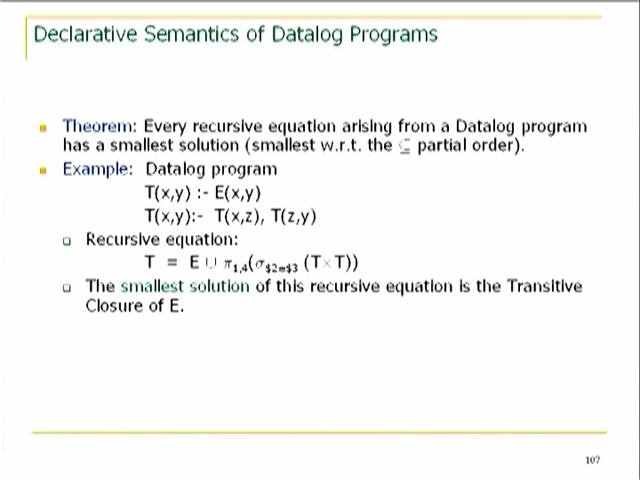 Declarative Semantics of Datalog Programs
Theorem: Every recursive equation arising from a Datalog program
has a smallest solution (smallest w.r.t. the ⊆ partial order).
Example: Datalog program
T(x,y) :- E(x,y)
T(x,y):- T(x,z), T(z,y)
Recursive equation:
T = E ∪ π1,4(σ$2=$3 (T×T))
The smallest solution of this recursive equation is the Transitive
Closure of E.
107